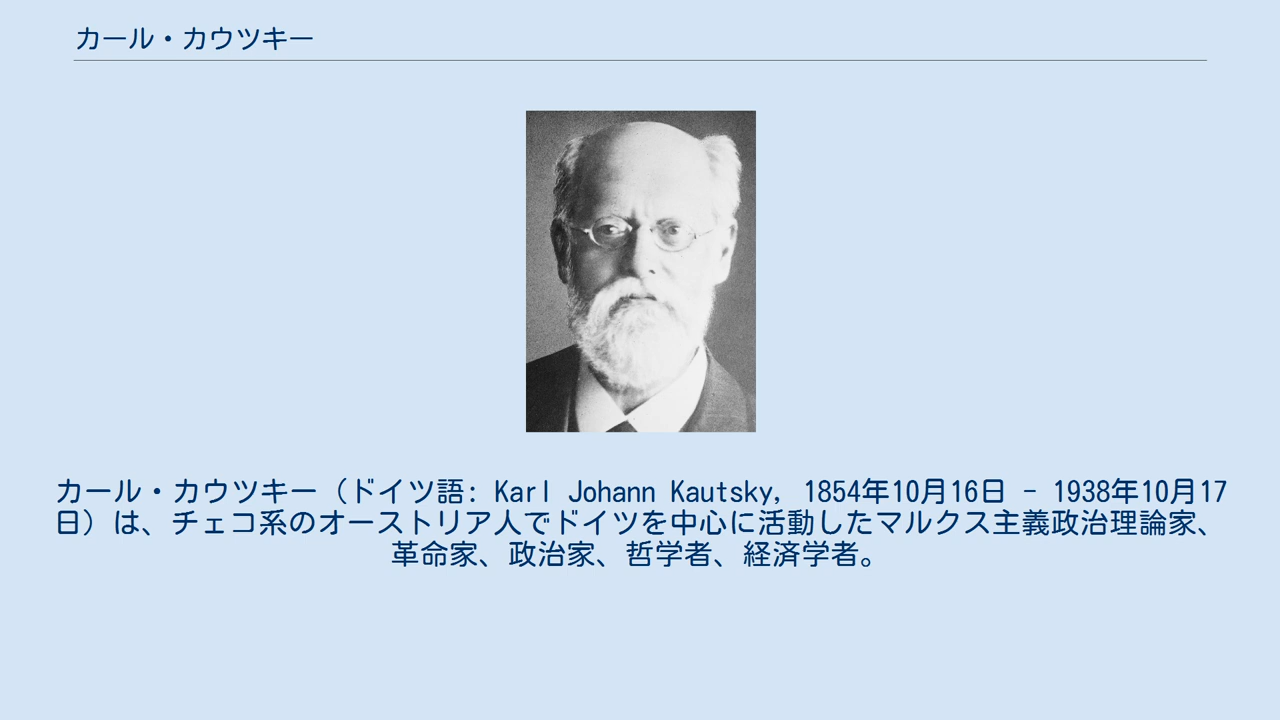 カール・カウツキー
カール・カウツキー（ドイツ語: Karl Johann Kautsky, 1854年10月16日 - 1938年10月17
日）は、チェコ系のオーストリア人でドイツを中心に活動したマルクス主義政治理論家、
革命家、政治家、哲学者、経済学者。